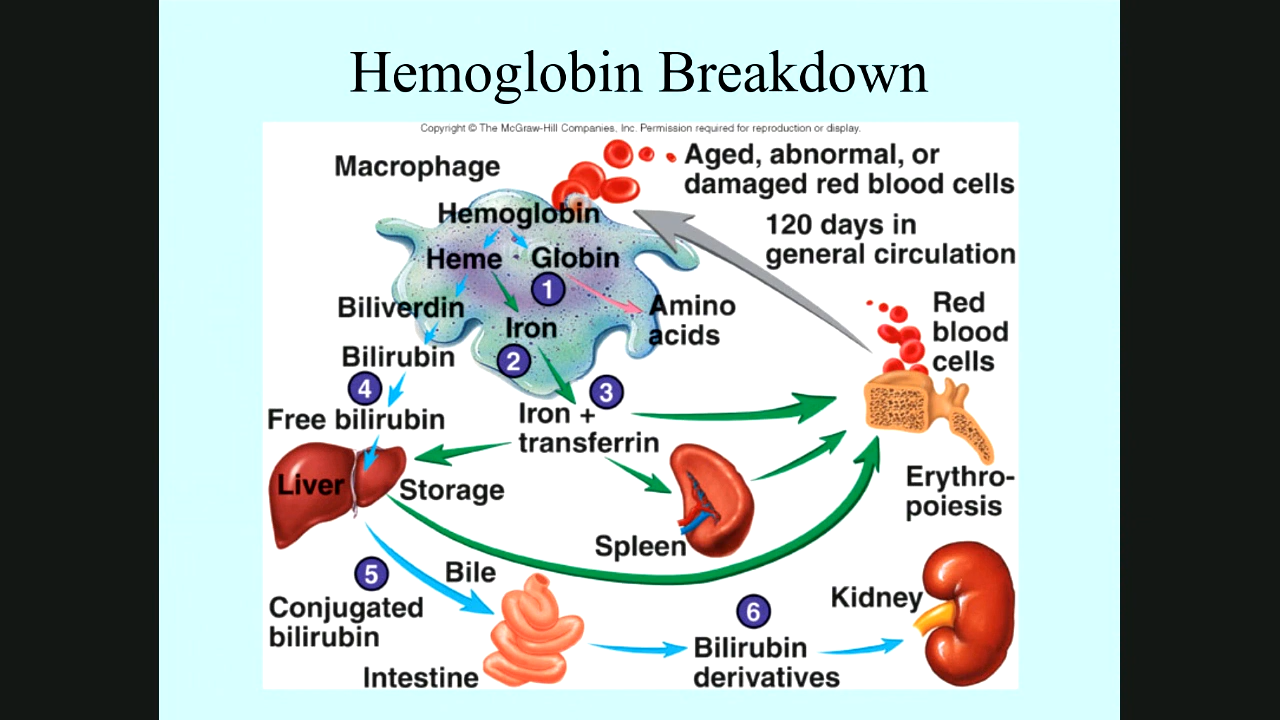 Hemoglobin Breakdown
Copyright © The McGraw-Hill Companies, Inc. Permission required for reproduction or display.
Macrophage
Aged, abnormal, or
damaged red blood cells
Hemoglobin
120 days in
general circulation
Heme
Globin
1
Biliverdin
Amino
acids
Red
blood
cells
Iron
Bilirubin
2
4
3
Free bilirubin
Iron +
transferrin
Liver
Storage
Erythro-
poiesis
Spleen
5
Bile
Conjugated
bilirubin
6
Kidney
Bilirubin
derivatives
Intestine